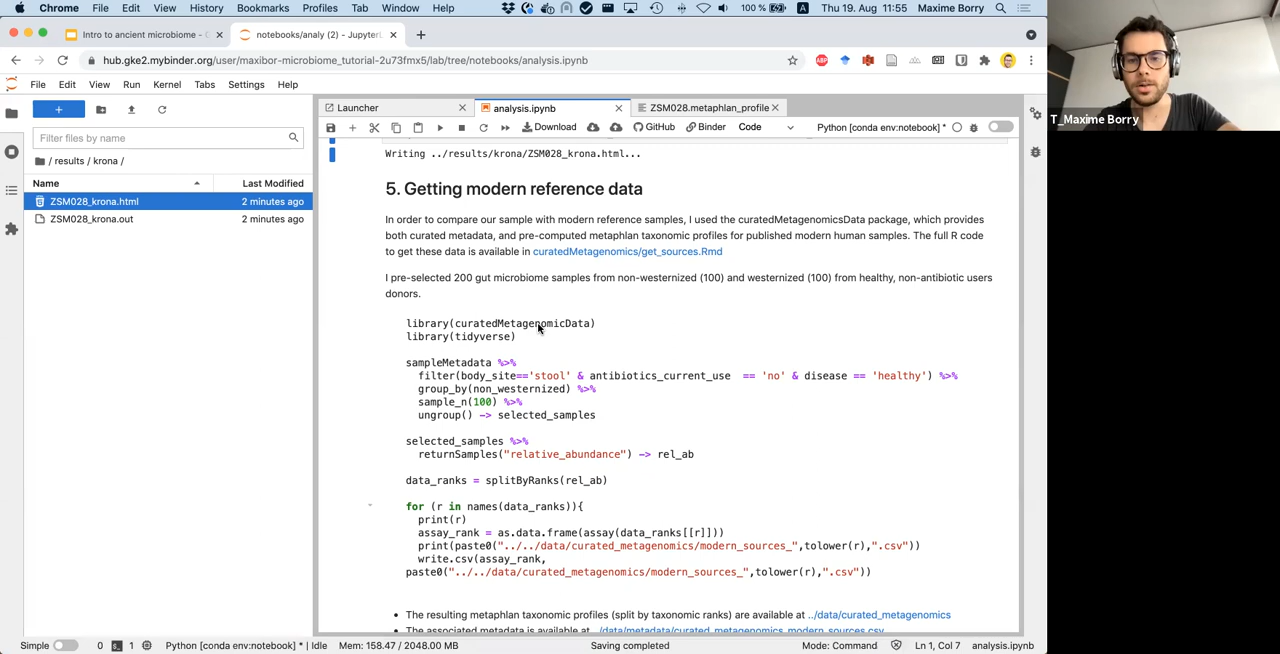 Chrome File Edit View History Bookmarks Profiles Tab Window Help 100 % A Thu 19. Aug 11:55 Maxime Borry
Intro to ancient microbiome - notebooks/analy (2) - Jupyter
hub.gke2.mybinder.org/user/maxibor-microbiome_tutorial-2u73fmx5/lab/tree/notebooks/analysis.ipynb
File Edit View Run Kernel Tabs Settings Help
+
Launcher analysis.ipynb ZSM028.metaphlan_profile
T_Maxime Borry
Filter files by name
Download GitHub Binder Code Python [conda env:notebook] *
/ results / krona /
Name Last Modified
ZSM028_krona.html 2 minutes ago
ZSM028_krona.out 2 minutes ago
Writing ../results/krona/ZSM028_krona.html...
5. Getting modern reference data
In order to compare our sample with modern reference samples, I used the curatedMetagenomicsData package, which provides
both curated metadata, and pre-computed metaphlan taxonomic profiles for published modern human samples. The full R code
to get these data is available in curatedMetagenomics/get_sources.Rmd
I pre-selected 200 gut microbiome samples from non-westernized (100) and westernized (100) from healthy, non-antibiotic users
donors.
library(curatedMetagenomicData)
library(tidyverse)
sampleMetadata %>%
filter(body_site=='stool' & antibiotics_current_use == 'no' & disease == 'healthy') %>%
group_by(non_westernized) %>%
sample_n(100) %>%
ungroup() -> selected_samples
selected_samples %>%
returnSamples("relative_abundance") -> rel_ab
data_ranks = splitByRanks(rel_ab)
for (r in names(data_ranks)){
print(r)
assay_rank = as.data.frame(assay(data_ranks[[r]]))
print(paste0("../../data/curated_metagenomics/modern_sources_",tolower(r),".csv"))
write.csv(assay_rank,
paste0("../../data/curated_metagenomics/modern_sources_",tolower(r),".csv"))
• The resulting metaphlan taxonomic profiles (split by taxonomic ranks) are available at ../data/curated_metagenomics
• The associated metadata is available at ../data/metadata/curated_metagenomics_modern_sources.csv
Simple 0 1 Python [conda env:notebook] * | Idle Mem: 158.47 / 2048.00 MB Saving completed Mode: Command Ln 1, Col 7 analysis.ipynb